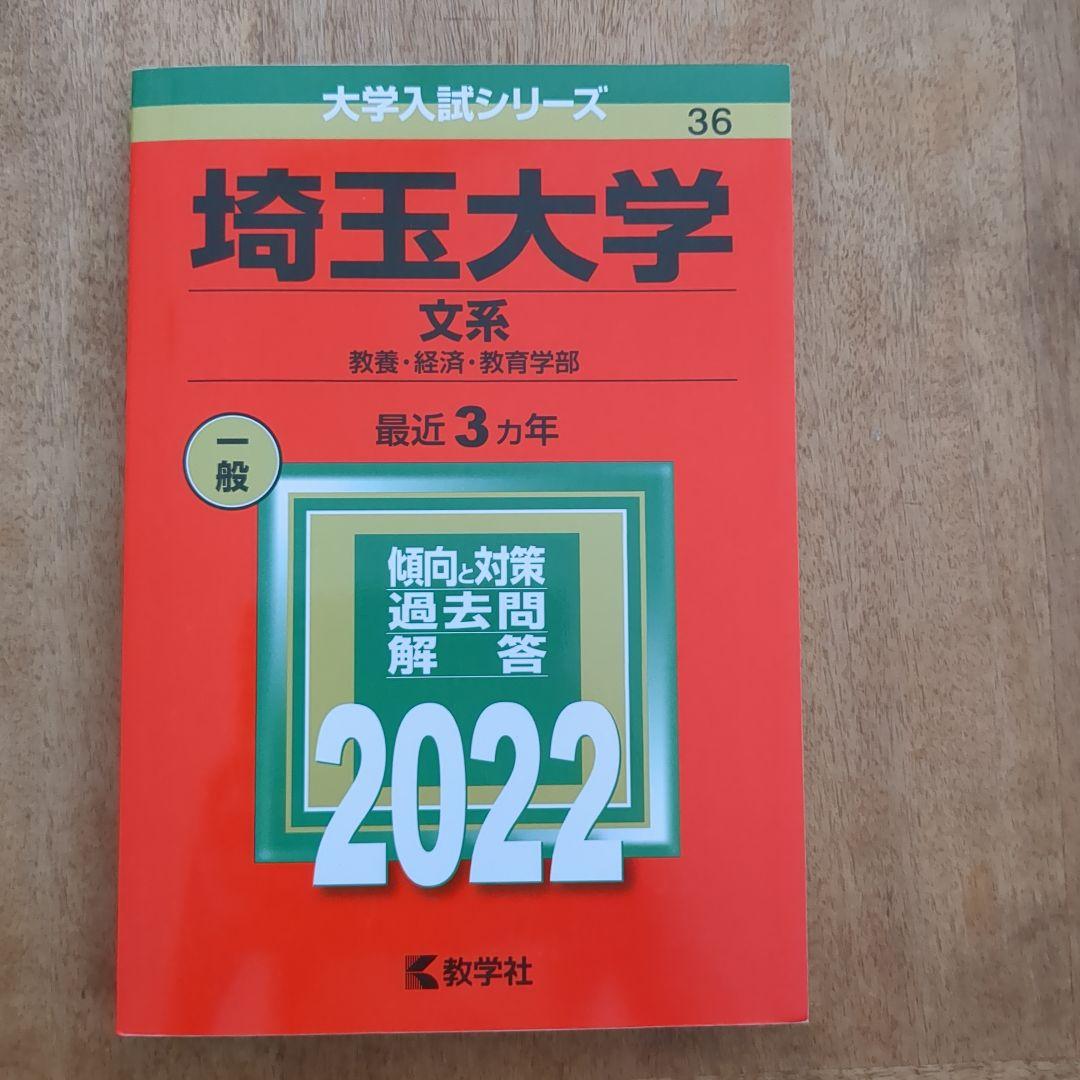 大学入試シリーズ
36
埼玉大学
文系
教養・経済・教育学部
最近3カ年
一般
傾向と対策
過去問
解答
2022
教学社